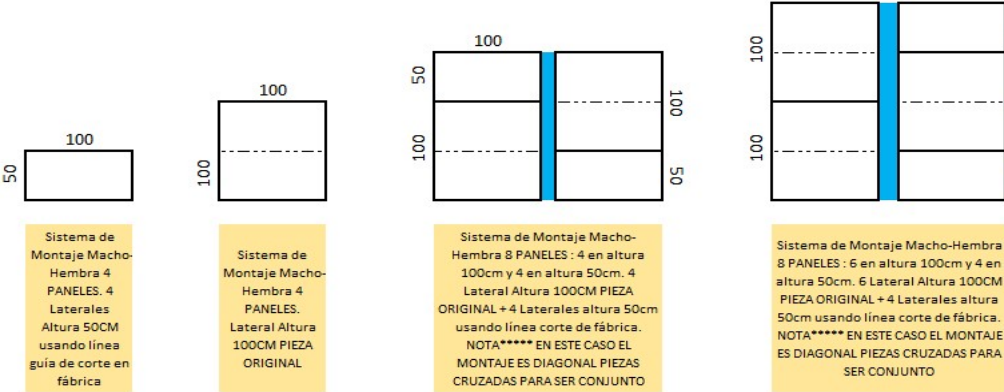 50
100
Sistema de
Montaje Macho-
Hembra 4
PANELES. 4
Laterales
Altura 50CM
usando línea
guía de corte en
fábrica
100
100
Sistema de
Montaje Macho-
Hembra 4
PANELES.
Lateral Altura
100CM PIEZA
ORIGINAL
100
50
100
100
50
Sistema de Montaje Macho-
Hembra 8 PANELES : 4 en altura
100cm y 4 en altura 50cm. 4
Lateral Altura 100CM PIEZA
ORIGINAL + 4 Laterales altura 50cm
usando línea corte de fábrica.
NOTA***** EN ESTE CASO EL
MONTAJE ES DIAGONAL PIEZAS
CRUZADAS PARA SER CONJUNTO
100
100
Sistema de Montaje Macho-Hembra
8 PANELES : 6 en altura 100cm y 4 en
altura 50cm. 6 Lateral Altura 100CM
PIEZA ORIGINAL + 4 Laterales altura
50cm usando línea corte de fábrica.
NOTA***** EN ESTE CASO EL MONTAJE
ES DIAGONAL PIEZAS CRUZADAS PARA
SER CONJUNTO